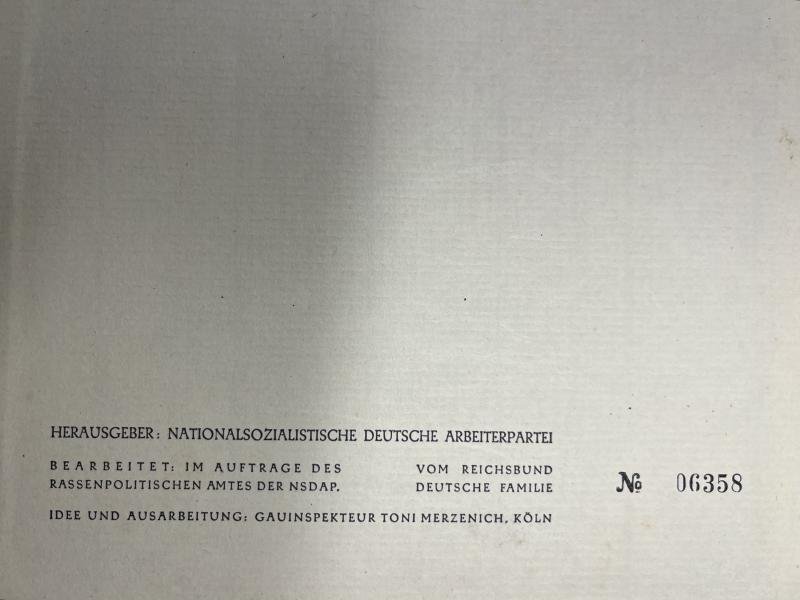 HERAUSGEBER: NATIONALSOZIALISTISCHE DEUTSCHE ARBEITERPARTEI
BEARBEITET: IM AUFTRAGE DES VOM REICHSBUND
RASSENPOLITISCHEN AMTES DER NSDAP. DEUTSCHE FAMILIE
№ 06358
IDEE UND AUSARBEITUNG: GAUINSPEKTEUR TONI MERZENICH, KÖLN